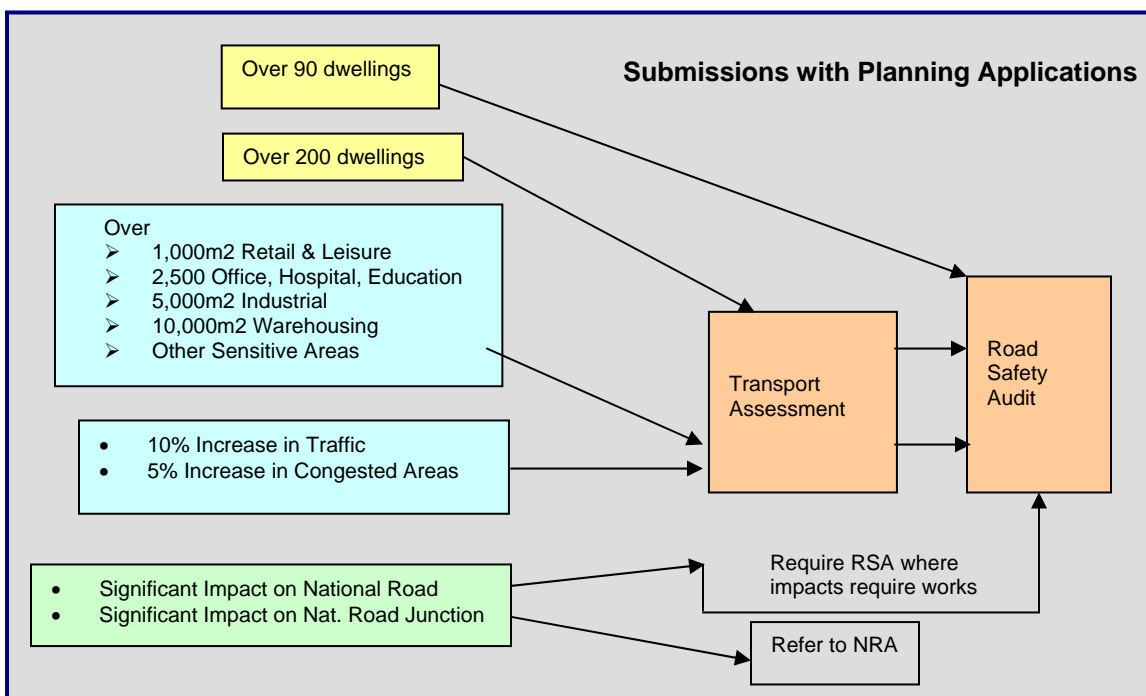 Submissions with Planning Applications
Over 90 dwellings
Over 200 dwellings
Over
➢ 1,000m2 Retail & Leisure
➢ 2,500 Office, Hospital, Education
➢ 5,000m2 Industrial
➢ 10,000m2 Warehousing
➢ Other Sensitive Areas
• 10% Increase in Traffic
• 5% Increase in Congested Areas
Transport
Assessment
Road
Safety
Audit
• Significant Impact on National Road
• Significant Impact on Nat. Road Junction
Require RSA where
impacts require works
Refer to NRA